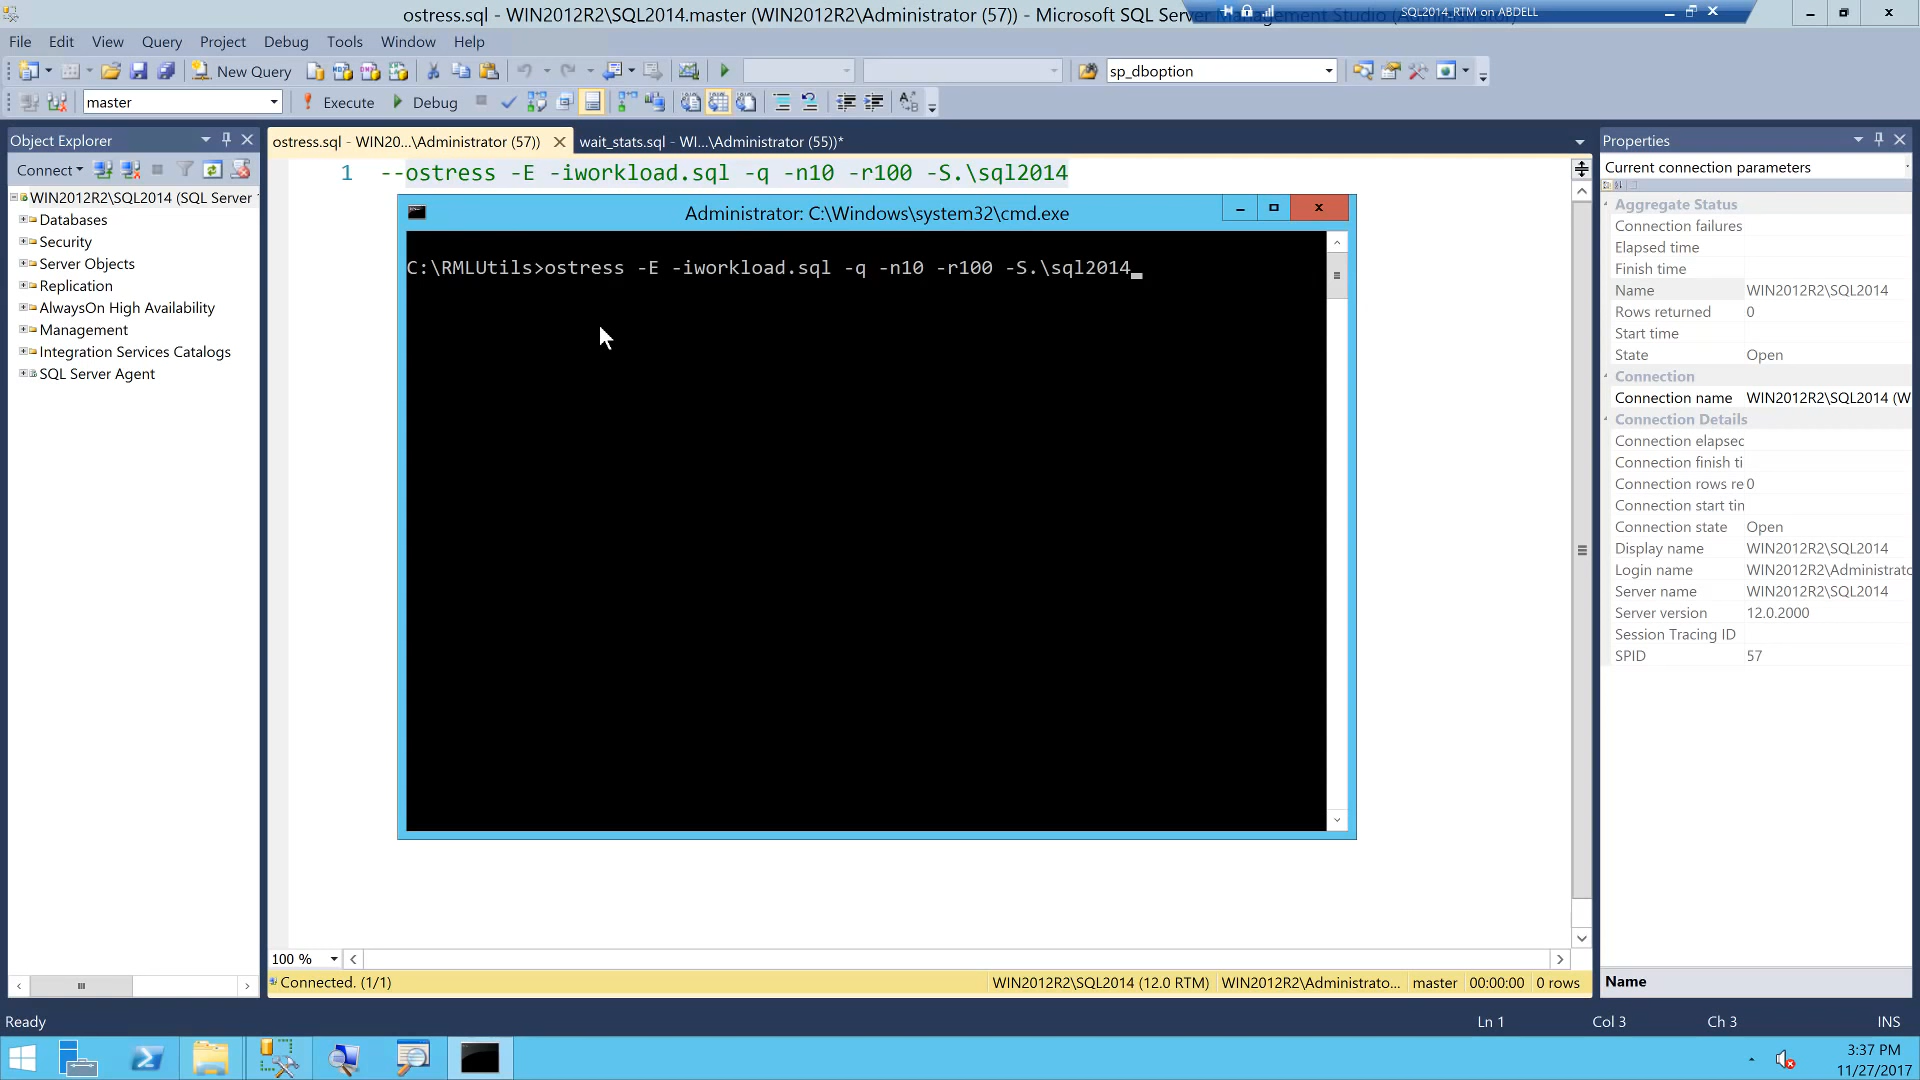 ostress.sql - WIN2012R2\SQL2014.master (WIN2012R2\Administrator (57)) - Microsoft SQL Server
SQL2014_RTM on ABDELL
File Edit View Query Project Debug Tools Window Help
New Query
sp_dboption
master
Execute
Debug
Object Explorer
Connect
WIN2012R2\SQL2014 (SQL Server
Databases
Security
Server Objects
Replication
AlwaysOn High Availability
Management
Integration Services Catalogs
SQL Server Agent
ostress.sql - WIN20...\Administrator (57))
wait_stats.sql - WI...\Administrator (55))*
1 --ostress -E -iworkload.sql -q -n10 -r100 -S.\sql2014
Administrator: C:\Windows\system32\cmd.exe
C:\RMLUtils>ostress -E -iworkload.sql -q -n10 -r100 -S.\sql2014_
100 %
Connected. (1/1)
WIN2012R2\SQL2014 (12.0 RTM)
WIN2012R2\Administrato...
master
00:00:00
0 rows
Properties
Current connection parameters
Aggregate Status
Connection failures
Elapsed time
Finish time
Name WIN2012R2\SQL2014
Rows returned 0
Start time
State Open
Connection
Connection name WIN2012R2\SQL2014 (W
Connection Details
Connection elapsec
Connection finish ti
Connection rows re 0
Connection start tin
Connection state Open
Display name WIN2012R2\SQL2014
Login name WIN2012R2\Administratc
Server name WIN2012R2\SQL2014
Server version 12.0.2000
Session Tracing ID
SPID 57
Name
Ready
Ln 1
Col 3
Ch 3
INS
3:37 PM
11/27/2017